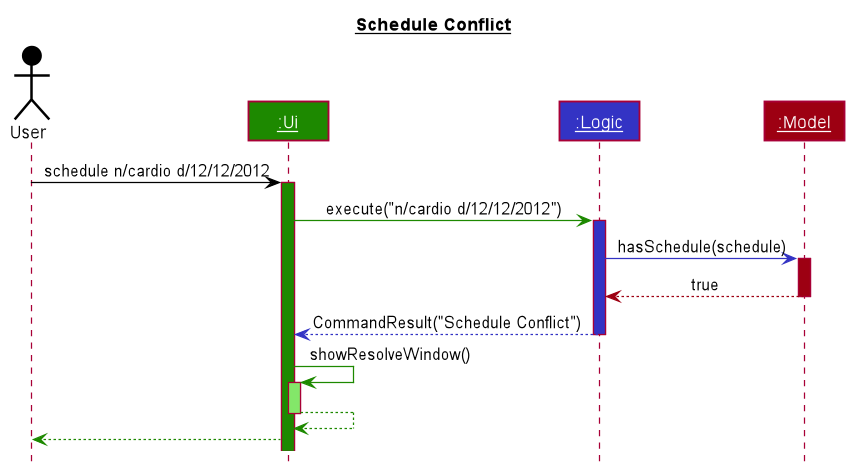 Schedule Conflict
User
:Ui
:Logic
:Model
schedule n/cardio d/12/12/2012
execute("n/cardio d/12/12/2012")
hasSchedule(schedule)
true
CommandResult("Schedule Conflict")
showResolveWindow()